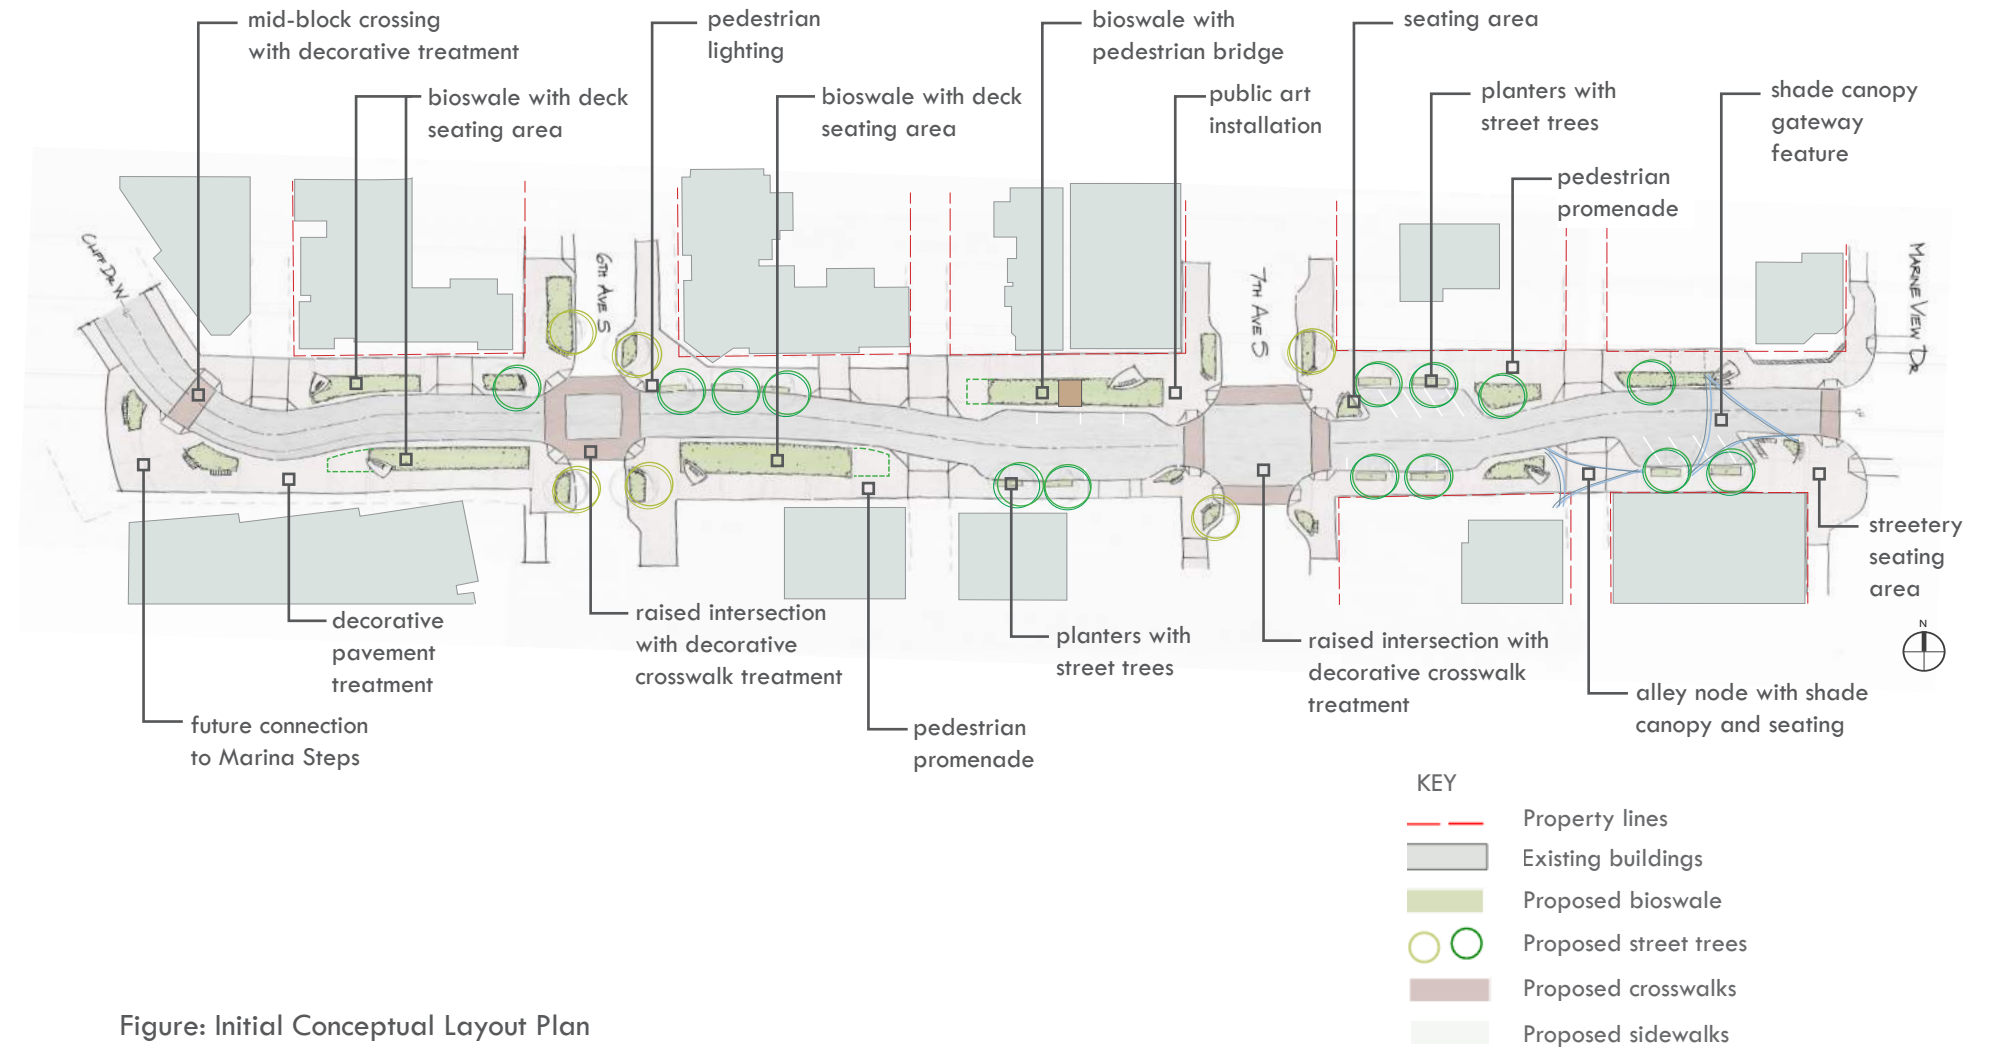 mid-block crossing
with decorative treatment
pedestrian
lighting
bioswale with
pedestrian bridge
seating area
bioswale with deck
seating area
bioswale with deck
seating area
public art
installation
planters with
street trees
shade canopy
gateway
feature
pedestrian
promenade
CLIFF DR W
6TH AVE S
7TH AVE S
MARINE VIEW DR
streetery
seating
area
decorative
pavement
treatment
raised intersection
with decorative
crosswalk treatment
planters with
street trees
raised intersection with
decorative crosswalk
treatment
N
alley node with shade
canopy and seating
future connection
to Marina Steps
pedestrian
promenade
KEY
Property lines
Existing buildings
Proposed bioswale
Proposed street trees
Proposed crosswalks
Proposed sidewalks
Figure: Initial Conceptual Layout Plan